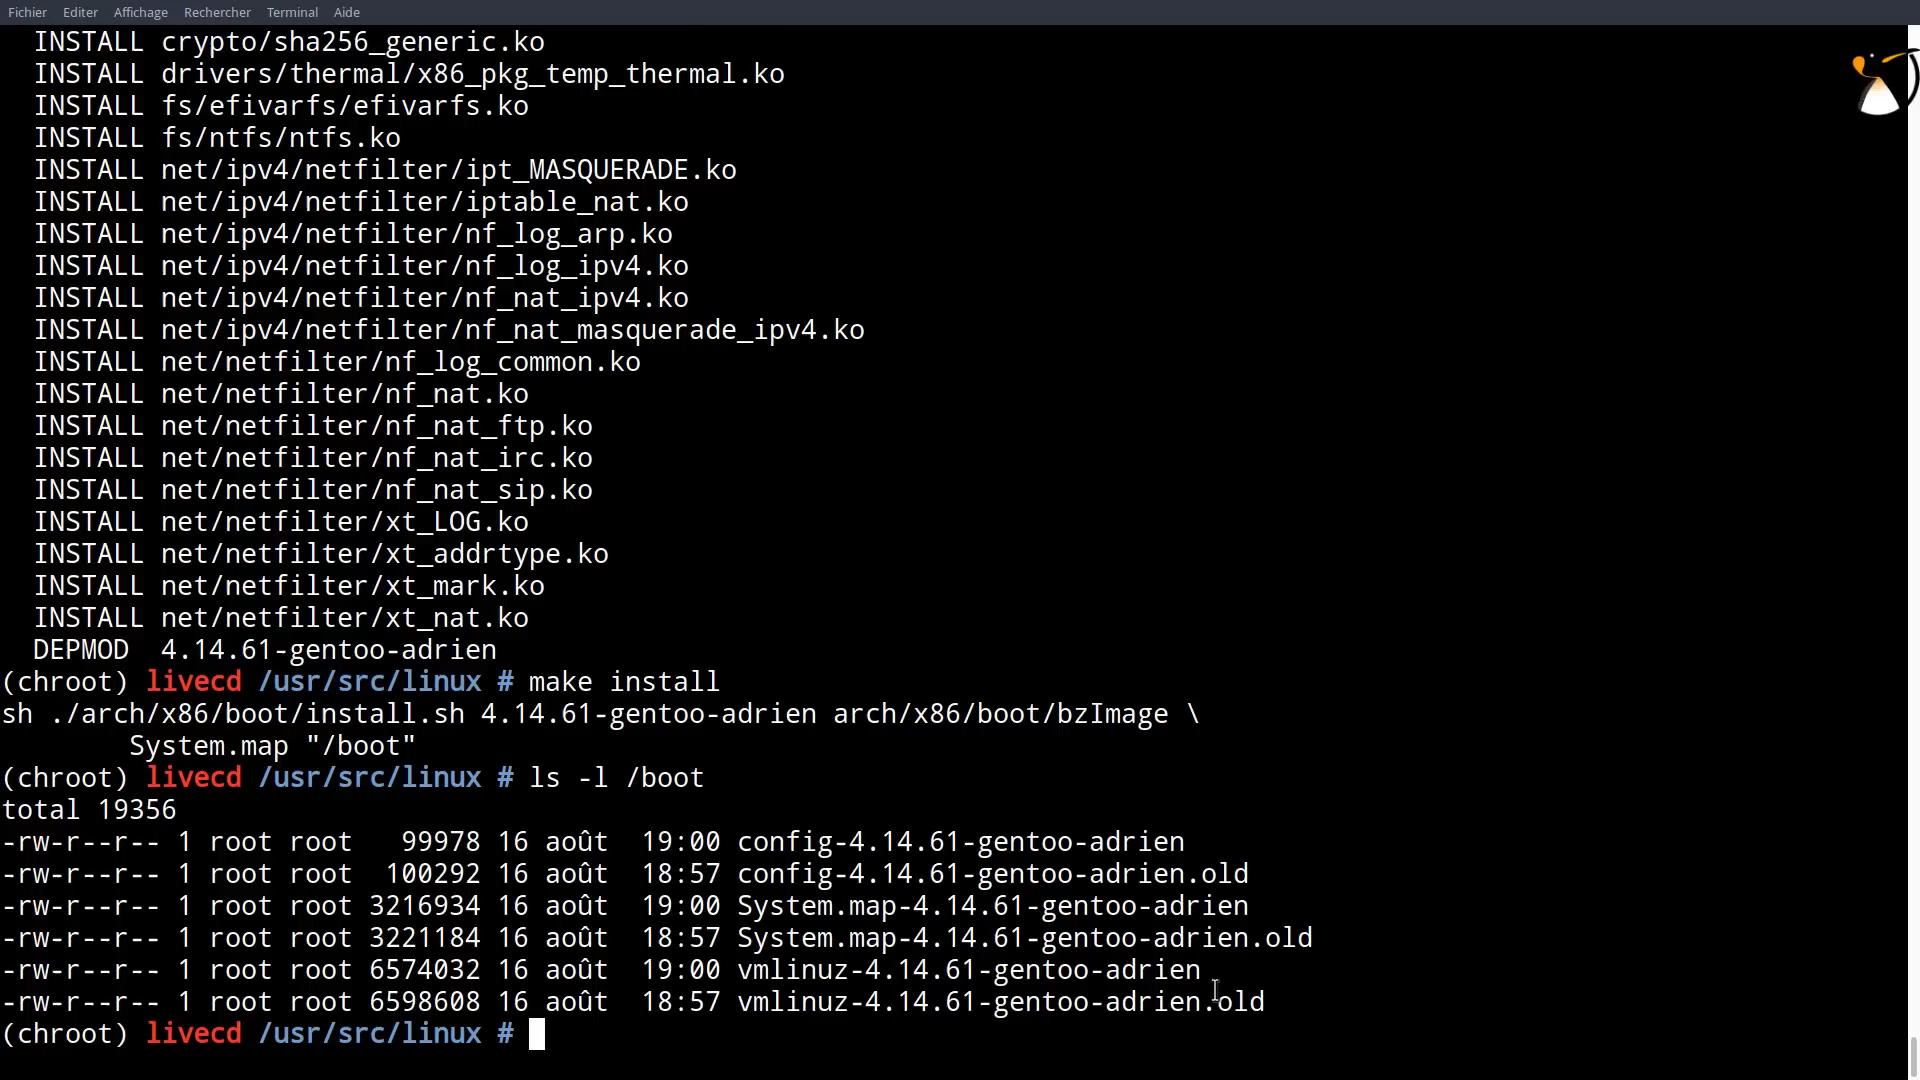 Fichier Editer Affichage Rechercher Terminal Aide
INSTALL crypto/sha256_generic.ko
INSTALL drivers/thermal/x86_pkg_temp_thermal.ko
INSTALL fs/efivarfs/efivarfs.ko
INSTALL fs/ntfs/ntfs.ko
INSTALL net/ipv4/netfilter/ipt_MASQUERADE.ko
INSTALL net/ipv4/netfilter/iptable_nat.ko
INSTALL net/ipv4/netfilter/nf_log_arp.ko
INSTALL net/ipv4/netfilter/nf_log_ipv4.ko
INSTALL net/ipv4/netfilter/nf_nat_ipv4.ko
INSTALL net/ipv4/netfilter/nf_nat_masquerade_ipv4.ko
INSTALL net/netfilter/nf_log_common.ko
INSTALL net/netfilter/nf_nat.ko
INSTALL net/netfilter/nf_nat_ftp.ko
INSTALL net/netfilter/nf_nat_irc.ko
INSTALL net/netfilter/nf_nat_sip.ko
INSTALL net/netfilter/xt_LOG.ko
INSTALL net/netfilter/xt_addrtype.ko
INSTALL net/netfilter/xt_mark.ko
INSTALL net/netfilter/xt_nat.ko
DEPMOD  4.14.61-gentoo-adrien
(chroot) livecd /usr/src/linux # make install
sh ./arch/x86/boot/install.sh 4.14.61-gentoo-adrien arch/x86/boot/bzImage \
System.map "/boot"
(chroot) livecd /usr/src/linux # ls -l /boot
total 19356
-rw-r--r-- 1 root root   99978 16 août  19:00 config-4.14.61-gentoo-adrien
-rw-r--r-- 1 root root  100292 16 août  18:57 config-4.14.61-gentoo-adrien.old
-rw-r--r-- 1 root root 3216934 16 août  19:00 System.map-4.14.61-gentoo-adrien
-rw-r--r-- 1 root root 3221184 16 août  18:57 System.map-4.14.61-gentoo-adrien.old
-rw-r--r-- 1 root root 6574032 16 août  19:00 vmlinuz-4.14.61-gentoo-adrien
-rw-r--r-- 1 root root 6598608 16 août  18:57 vmlinuz-4.14.61-gentoo-adrien.old
(chroot) livecd /usr/src/linux #